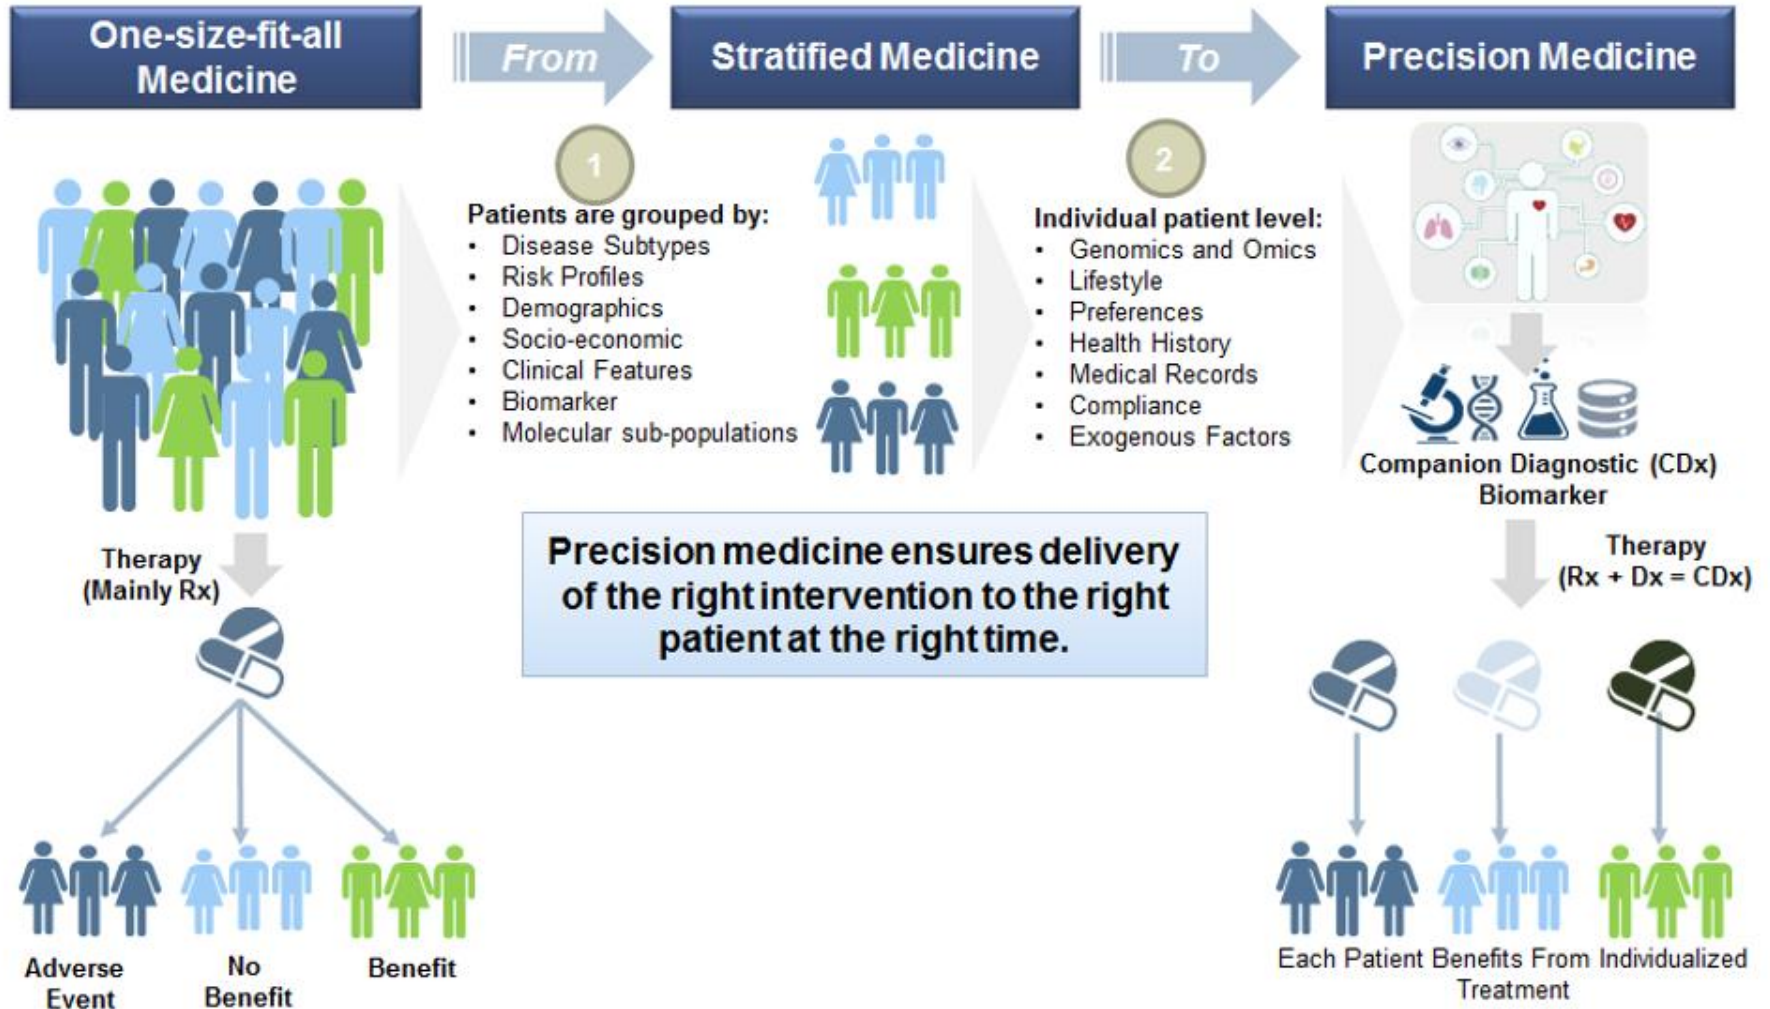 One-size-fit-all
Medicine
From
Stratified Medicine
To
Precision Medicine
1
Patients are grouped by:
• Disease Subtypes
• Risk Profiles
• Demographics
• Socio-economic
• Clinical Features
• Biomarker
• Molecular sub-populations
2
Individual patient level:
• Genomics and Omics
• Lifestyle
• Preferences
• Health History
• Medical Records
• Compliance
• Exogenous Factors
Companion Diagnostic (CDx)
Biomarker
Therapy
(Mainly Rx)
Precision medicine ensures delivery
of the right intervention to the right
patient at the right time.
Therapy
(Rx + Dx = CDx)
Adverse
Event
No
Benefit
Benefit
Each Patient Benefits From Individualized
Treatment